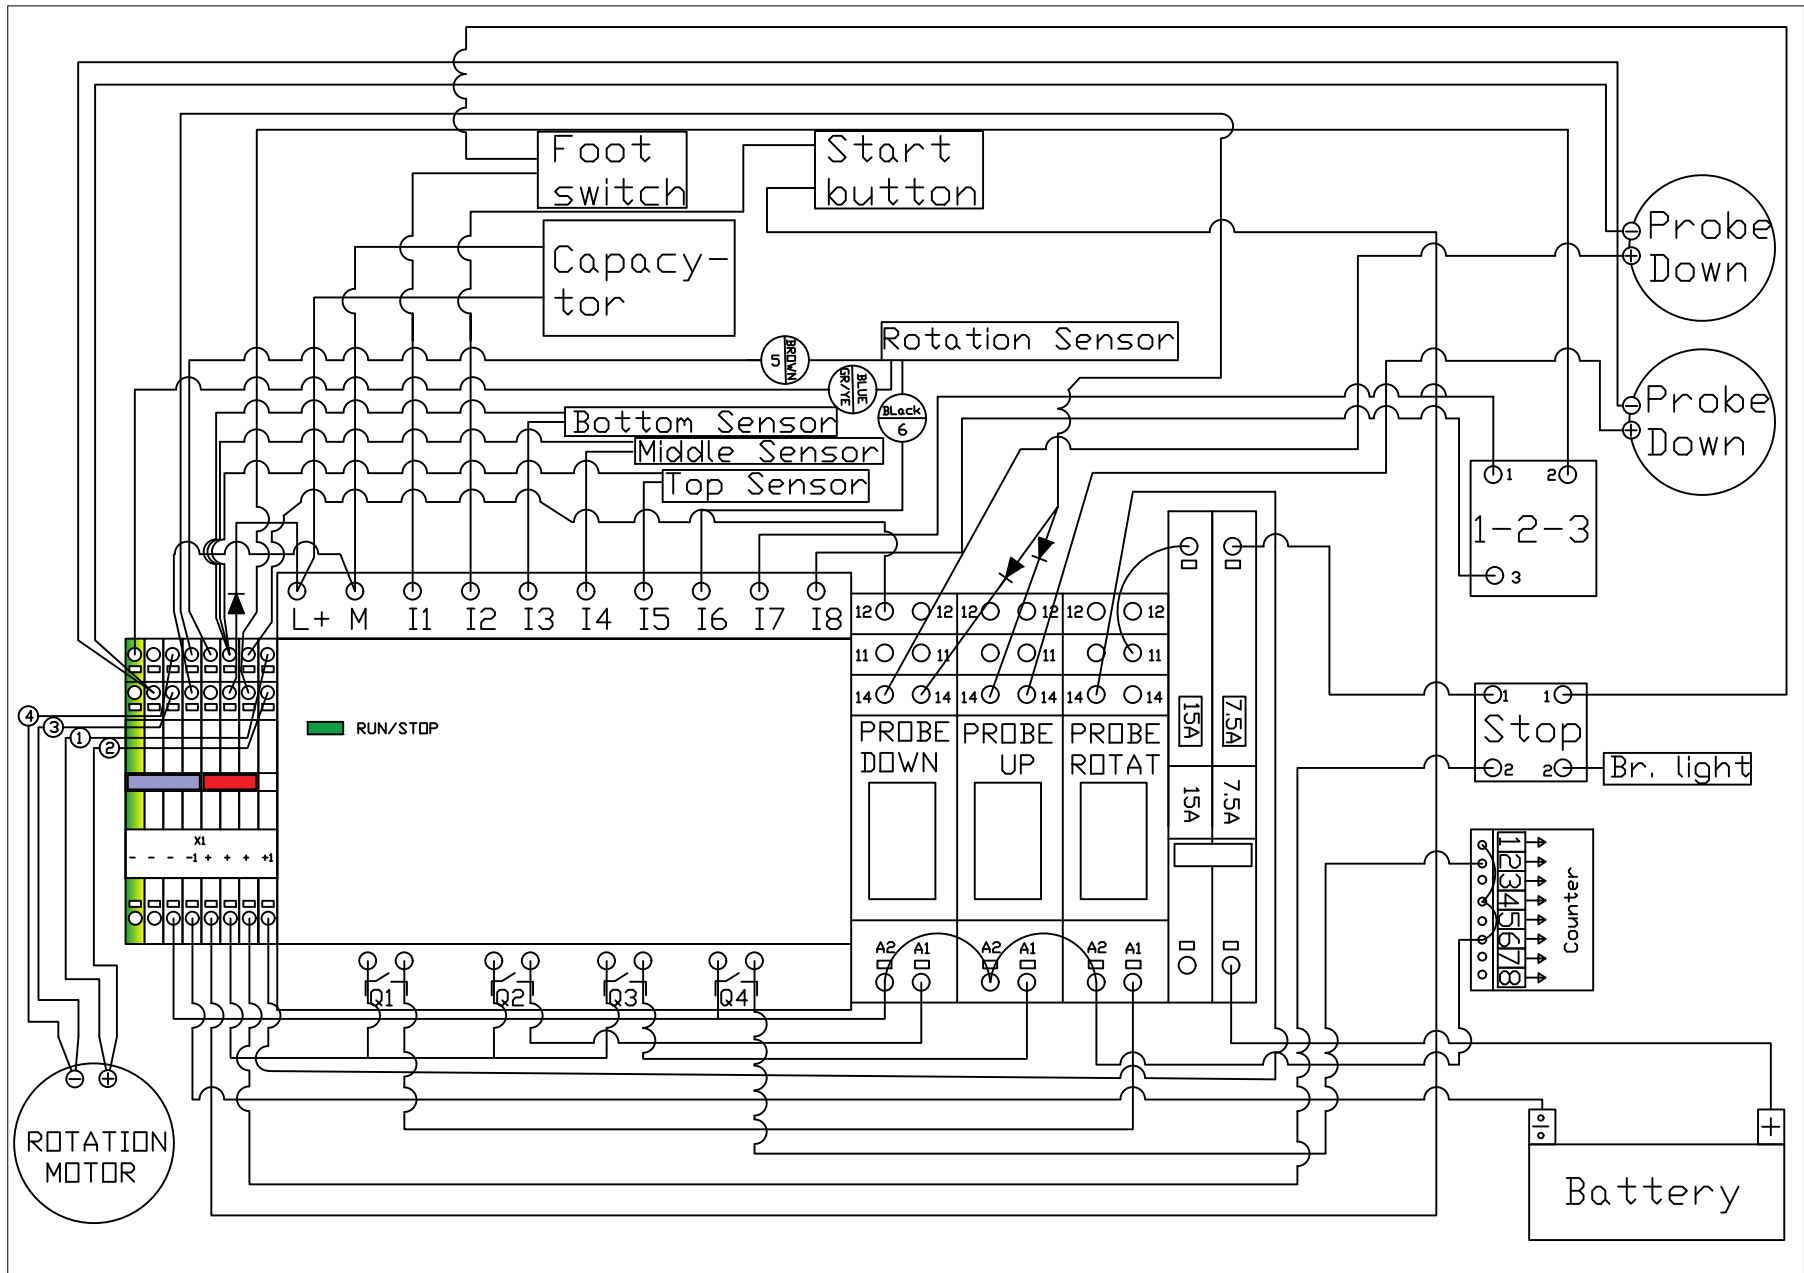 Foot
switch
Start
button
Capacy-
tor
Probe
Down
Rotation Sensor
5 BROWN
BLUE
GR/YE
BLack
6
Bottom Sensor
Middle Sensor
Top Sensor
Probe
Down
1 2
1-2-3
3
L+ M I1 I2 I3 I4 I5 I6 I7 I8
12 12 12 12 12 12
11 11 11 11
14 14 14 14 14
4
3
1
2
RUN/STOP
PROBE
DOWN
PROBE
UP
PROBE
ROTAT
15A 7.5A
15A 7.5A
1 1
Stop
2 2
Br. light
X1
- - - -1 + + + +1
1
2
3
4
5
6
7
8
Counter
A2 A1 A2 A1 A2 A1
Q1 Q2 Q3 Q4
- +
ROTATION
MOTOR
÷ +
Battery